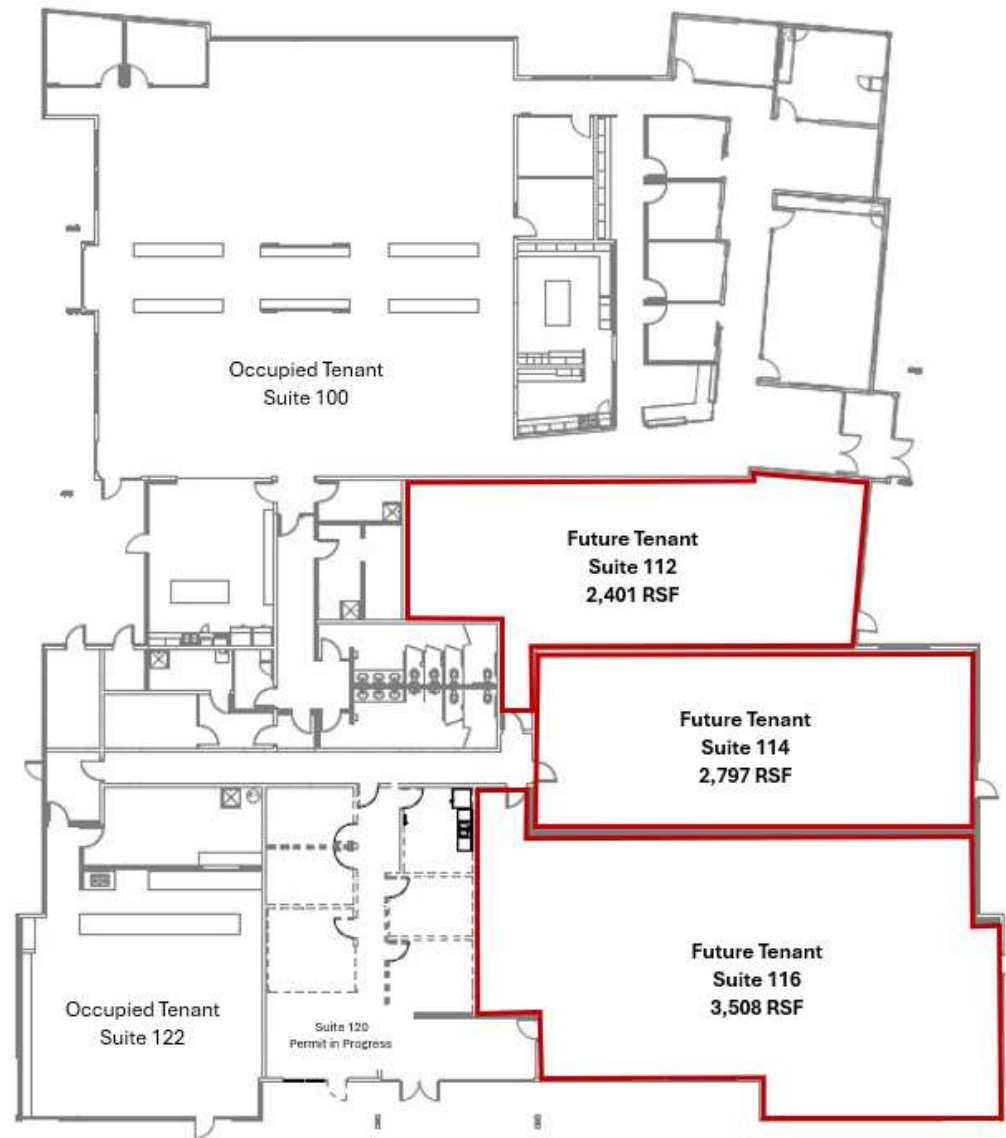 Occupied Tenant
Suite 100
Future Tenant
Suite 112
2,401 RSF
Future Tenant
Suite 114
2,797 RSF
Future Tenant
Suite 116
3,508 RSF
Occupied Tenant
Suite 122
Suite 120
Permit in Progress